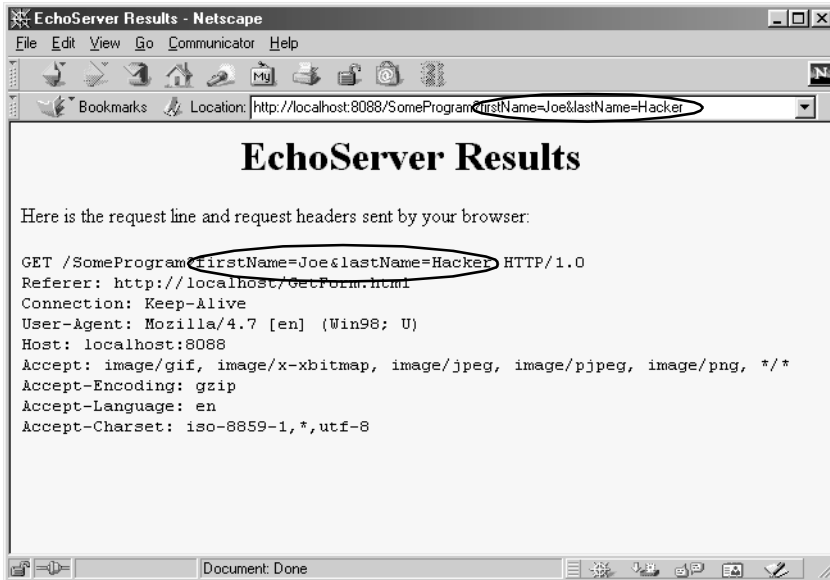 EchoServer Results - Netscape
File Edit View Go Communicator Help
My
N
Bookmarks Location: http://localhost:8088/SomeProgram?firstName=Joe&lastName=Hacker
EchoServer Results
Here is the request line and request headers sent by your browser:
GET /SomeProgram?firstName=Joe&lastName=Hacker HTTP/1.0
Referer: http://localhost/GetForm.html
Connection: Keep-Alive
User-Agent: Mozilla/4.7 [en] (Win98; U)
Host: localhost:8088
Accept: image/gif, image/x-xbitmap, image/jpeg, image/pjpeg, image/png, */*
Accept-Encoding: gzip
Accept-Language: en
Accept-Charset: iso-8859-1,*,utf-8
Document: Done